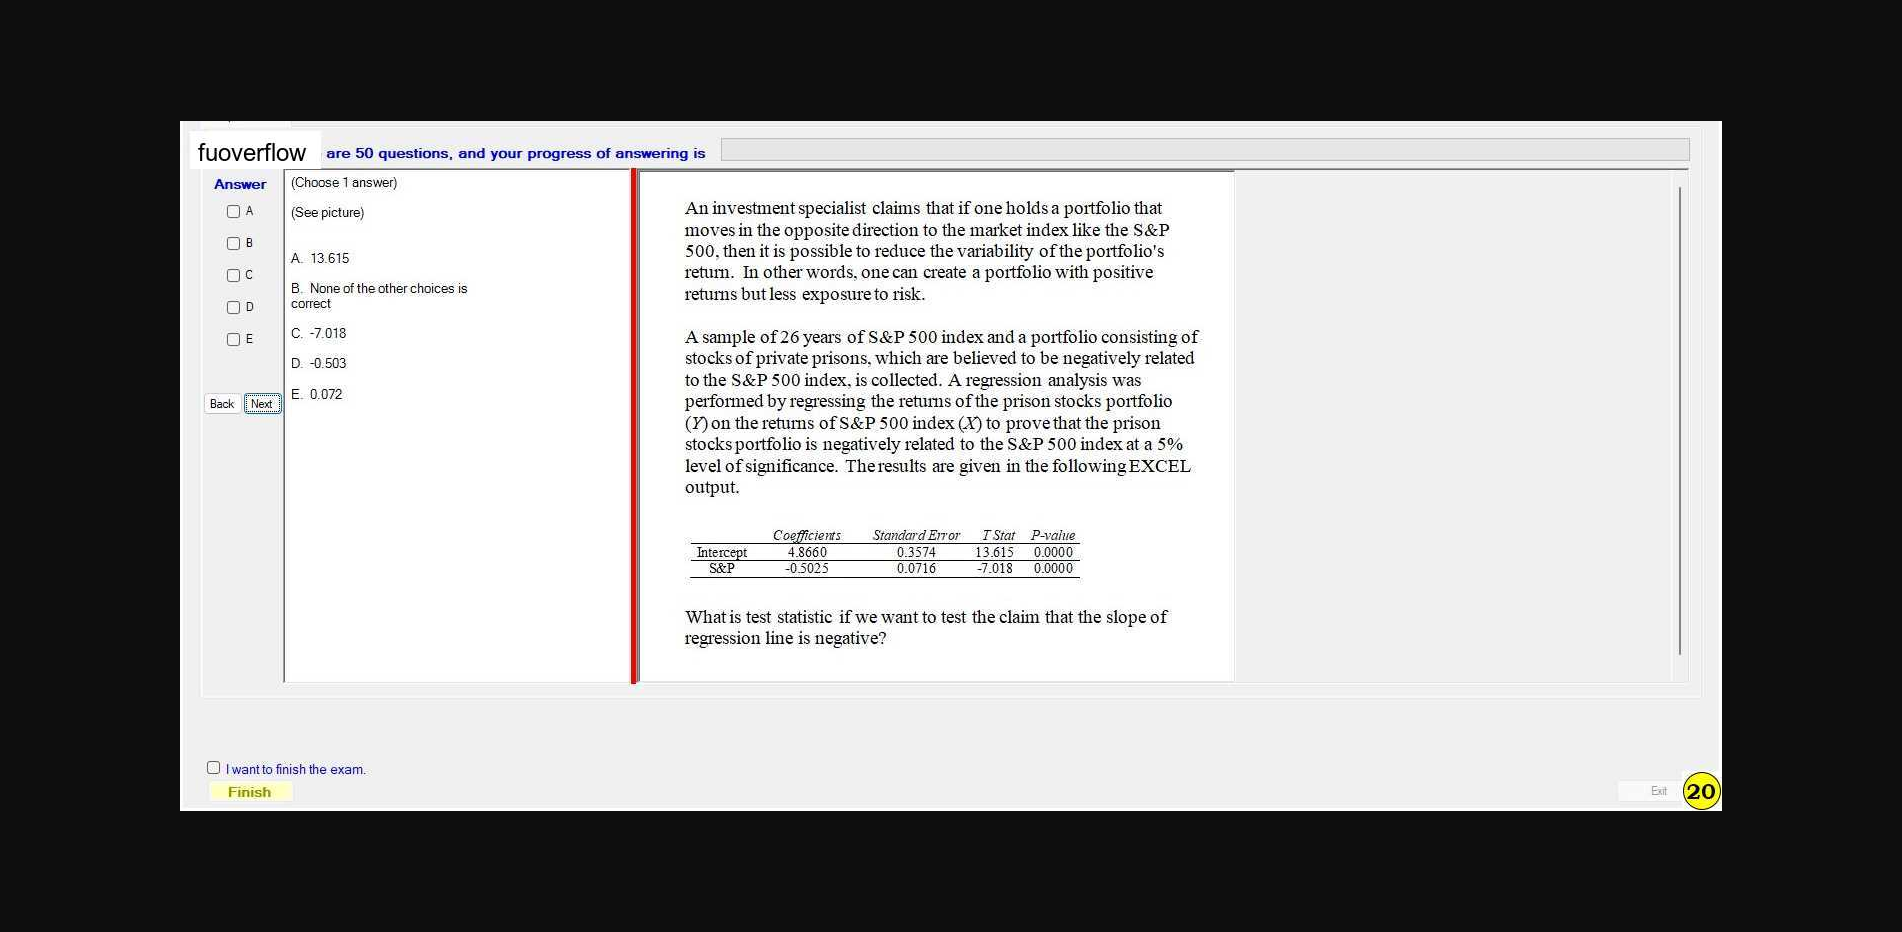 fuoverflow are 50 questions, and your progress of answering is
Answer
A
B
C
D
E
Back Next
(Choose 1 answer)
(See picture)
A. 13.615
B. None of the other choices is
correct
C. -7.018
D. -0.503
E. 0.072
An investment specialist claims that if one holds a portfolio that
moves in the opposite direction to the market index like the S&P
500, then it is possible to reduce the variability of the portfolio's
return. In other words, one can create a portfolio with positive
returns but less exposure to risk.
A sample of 26 years of S&P 500 index and a portfolio consisting of
stocks of private prisons, which are believed to be negatively related
to the S&P 500 index, is collected. A regression analysis was
performed by regressing the returns of the prison stocks portfolio
(Y) on the returns of S&P 500 index (X) to prove that the prison
stocks portfolio is negatively related to the S&P 500 index at a 5%
level of significance. The results are given in the following EXCEL
output.
Coefficients Standard Error T Stat P-value
Intercept 4.8660 0.3574 13.615 0.0000
S&P -0.5025 0.0716 -7.018 0.0000
What is test statistic if we want to test the claim that the slope of
regression line is negative?
I want to finish the exam.
Finish
Exit
20